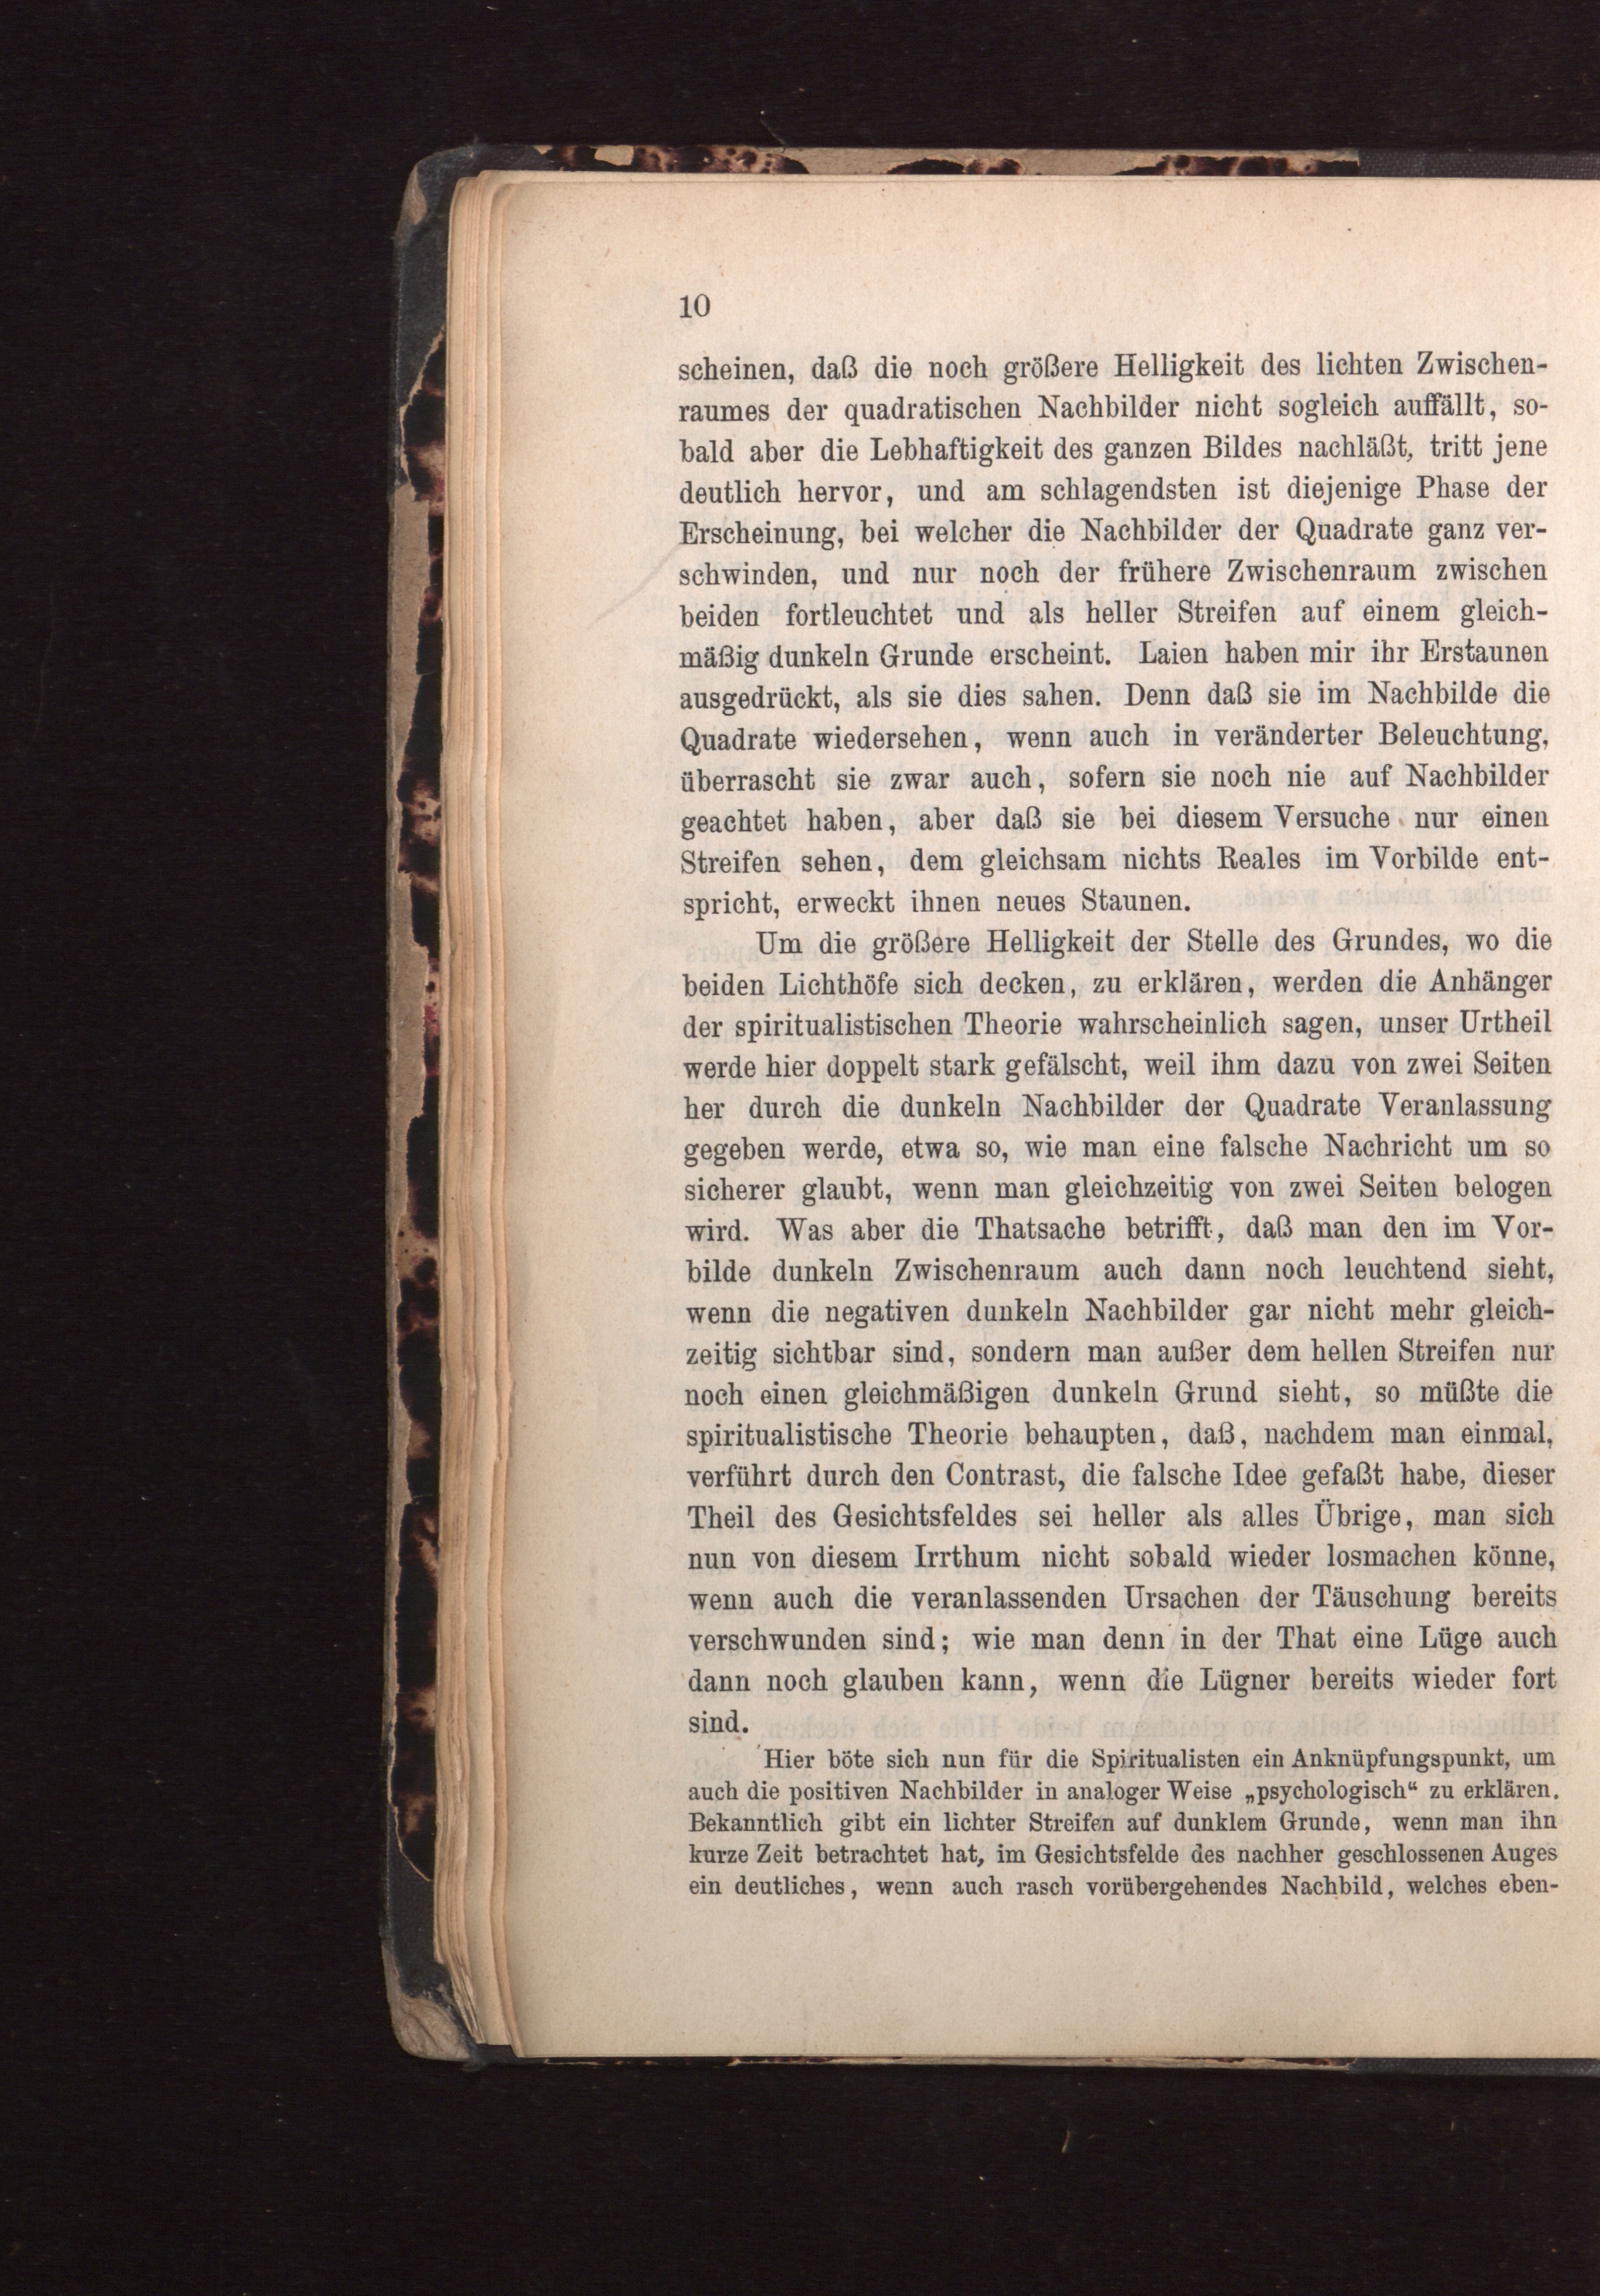 10
scheinen, daß die noch größere Helligkeit des lichten Zwischen-
raumes der quadratischen Nachbilder nicht sogleich auffällt, so-
bald aber die Lebhaftigkeit des ganzen Bildes nachläßt, tritt jene
deutlich hervor, und am schlagendsten ist diejenige Phase der
Erscheinung, bei welcher die Nachbilder der Quadrate ganz ver-
schwinden, und nur noch der frühere Zwischenraum zwischen
beiden fortleuchtet und als heller Streifen auf einem gleich-
mäßig dunkeln Grunde erscheint. Laien haben mir ihr Erstaunen
ausgedrückt, als sie dies sahen. Denn daß sie im Nachbilde die
Quadrate wiedersehen, wenn auch in veränderter Beleuchtung,
überrascht sie zwar auch, sofern sie noch nie auf Nachbilder
geachtet haben, aber daß sie bei diesem Versuche nur einen
Streifen sehen, dem gleichsam nichts Reales im Vorbilde ent-
spricht, erweckt ihnen neues Staunen.
Um die größere Helligkeit der Stelle des Grundes, wo die
beiden Lichthöfe sich decken, zu erklären, werden die Anhänger
der spiritualistischen Theorie wahrscheinlich sagen, unser Urtheil
werde hier doppelt stark gefälscht, weil ihm dazu von zwei Seiten
her durch die dunkeln Nachbilder der Quadrate Veranlassung
gegeben werde, etwa so, wie man eine falsche Nachricht um so
sicherer glaubt, wenn man gleichzeitig von zwei Seiten belogen
wird. Was aber die Thatsache betrifft, daß man den im Vor-
bilde dunkeln Zwischenraum auch dann noch leuchtend sieht,
wenn die negativen dunkeln Nachbilder gar nicht mehr gleich-
zeitig sichtbar sind, sondern man außer dem hellen Streifen nur
noch einen gleichmäßigen dunkeln Grund sieht, so müßte die
spiritualistische Theorie behaupten, daß, nachdem man einmal,
verführt durch den Contrast, die falsche Idee gefaßt habe, dieser
Theil des Gesichtsfeldes sei heller als alles Übrige, man sich
nun von diesem Irrthum nicht sobald wieder losmachen könne,
wenn auch die veranlassenden Ursachen der Täuschung bereits
verschwunden sind; wie man denn in der That eine Lüge auch
dann noch glauben kann, wenn die Lügner bereits wieder fort
sind.
Hier böte sich nun für die Spiritualisten ein Anknüpfungspunkt, um
auch die positiven Nachbilder in analoger Weise „psychologisch“ zu erklären.
Bekanntlich gibt ein lichter Streifen auf dunklem Grunde, wenn man ihn
kurze Zeit betrachtet hat, im Gesichtsfelde des nachher geschlossenen Auges
ein deutliches, wenn auch rasch vorübergehendes Nachbild, welches eben-